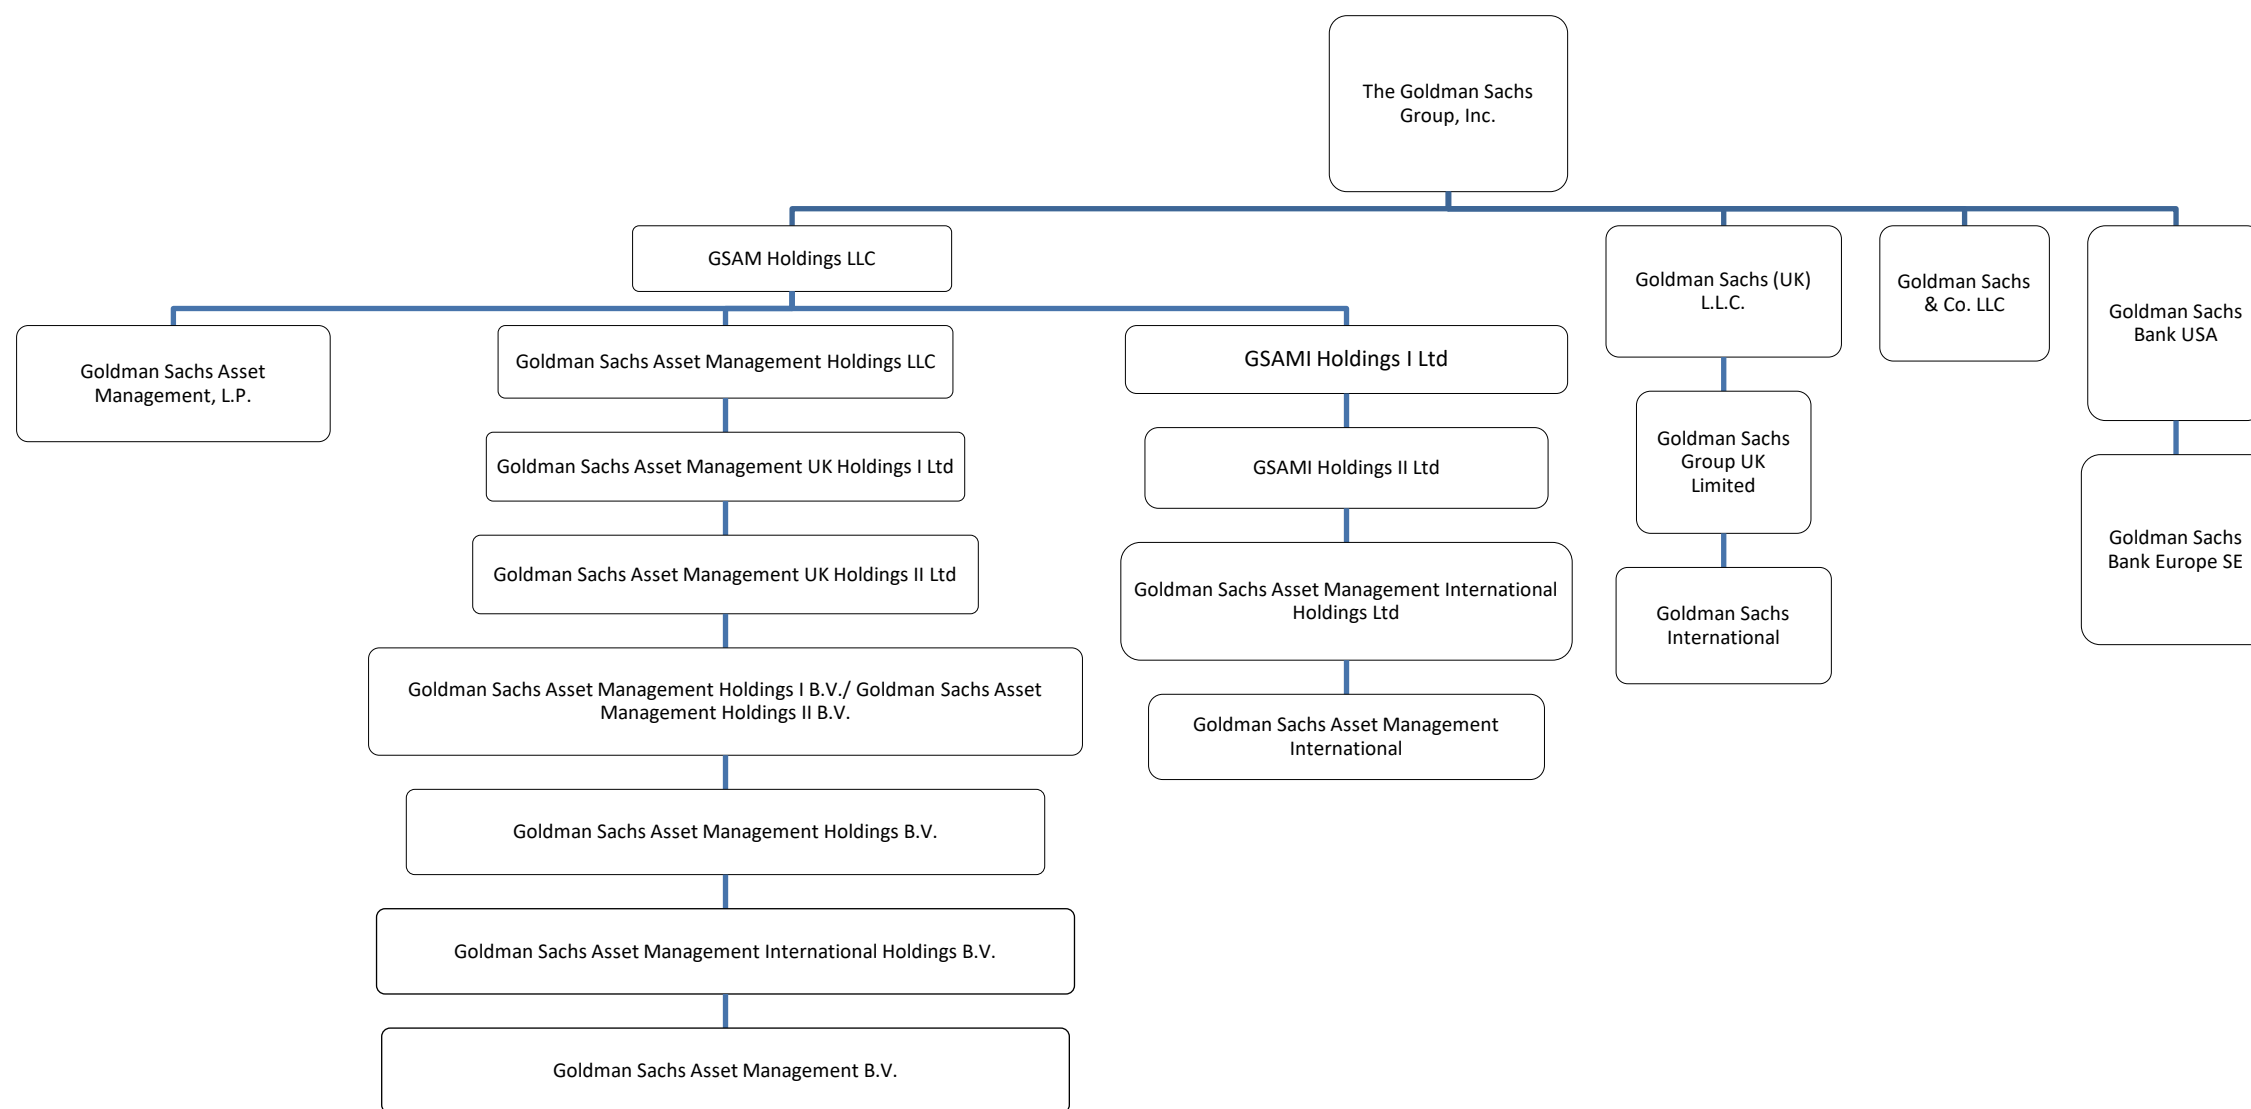 The Goldman Sachs
Group, Inc.
GSAM Holdings LLC
Goldman Sachs (UK)
L.L.C.
Goldman Sachs
& Co. LLC
Goldman Sachs
Bank USA
Goldman Sachs Asset
Management, L.P.
Goldman Sachs Asset Management Holdings LLC
GSAMI Holdings I Ltd
Goldman Sachs
Group UK
Limited
Goldman Sachs Asset Management UK Holdings I Ltd
GSAMI Holdings II Ltd
Goldman Sachs
Bank Europe SE
Goldman Sachs Asset Management UK Holdings II Ltd
Goldman Sachs Asset Management International
Holdings Ltd
Goldman Sachs
International
Goldman Sachs Asset Management Holdings I B.V./ Goldman Sachs Asset
Management Holdings II B.V.
Goldman Sachs Asset Management
International
Goldman Sachs Asset Management Holdings B.V.
Goldman Sachs Asset Management International Holdings B.V.
Goldman Sachs Asset Management B.V.